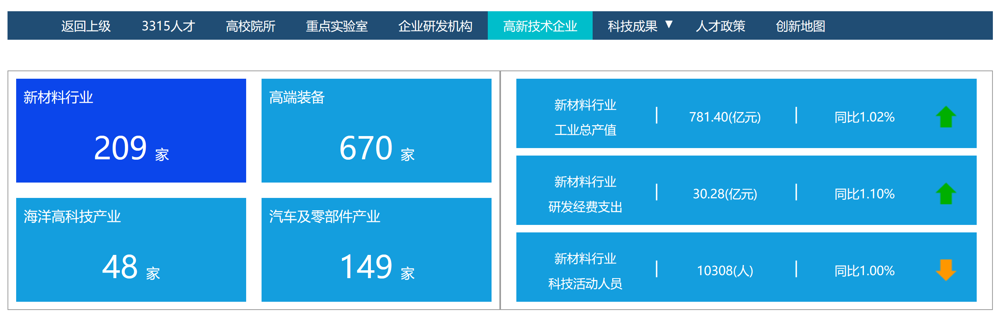 返回上级 3315人才 高校院所 重点实验室 企业研发机构 高新技术企业 科技成果 ▼ 人才政策 创新地图
新材料行业
209 家
高端装备
670 家
海洋高科技产业
48 家
汽车及零部件产业
149 家
新材料行业
工业总产值
781.40(亿元)
同比1.02%
新材料行业
研发经费支出
30.28(亿元)
同比1.10%
新材料行业
科技活动人员
10308(人)
同比1.00%